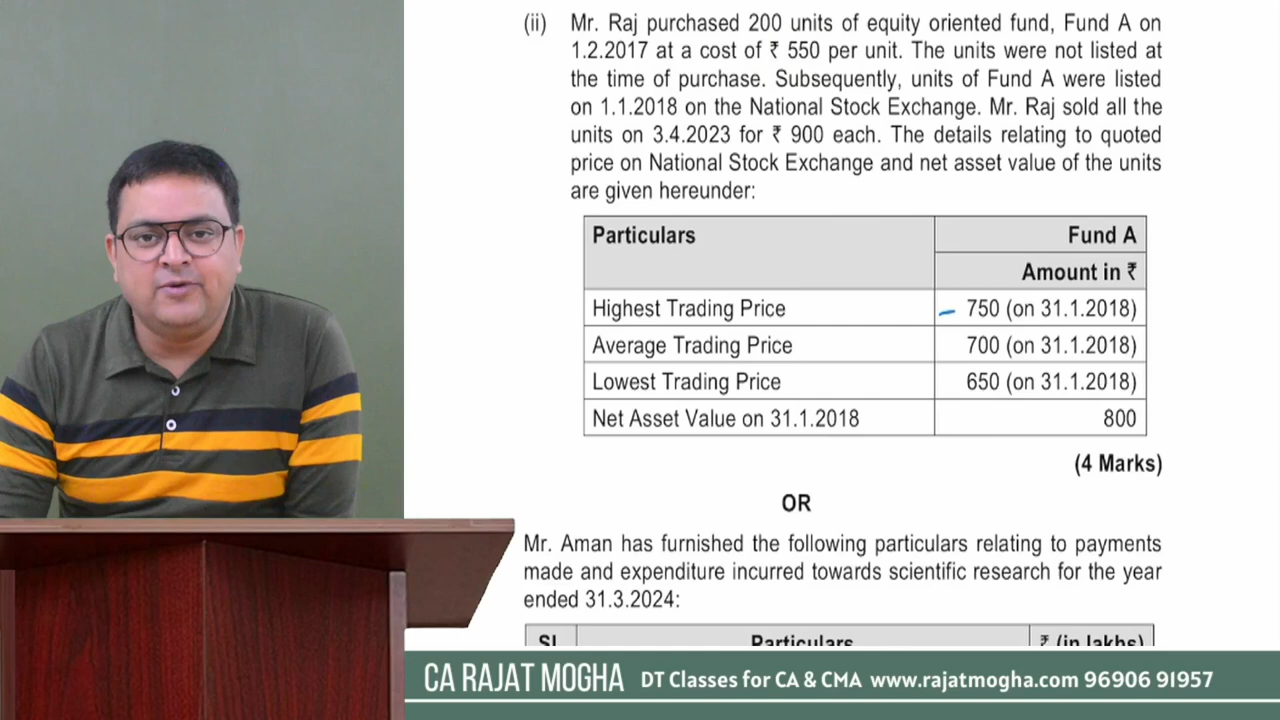 (ii) Mr. Raj purchased 200 units of equity oriented fund, Fund A on
1.2.2017 at a cost of ₹ 550 per unit. The units were not listed at
the time of purchase. Subsequently, units of Fund A were listed
on 1.1.2018 on the National Stock Exchange. Mr. Raj sold all the
units on 3.4.2023 for ₹ 900 each. The details relating to quoted
price on National Stock Exchange and net asset value of the units
are given hereunder:
Particulars Fund A
Amount in ₹
Highest Trading Price 750 (on 31.1.2018)
Average Trading Price 700 (on 31.1.2018)
Lowest Trading Price 650 (on 31.1.2018)
Net Asset Value on 31.1.2018 800
(4 Marks)
OR
Mr. Aman has furnished the following particulars relating to payments
made and expenditure incurred towards scientific research for the year
ended 31.3.2024:
Sl Particulars ₹ (in lakhs)
CA RAJAT MOGHA DT Classes for CA & CMA www.rajatmogha.com 96906 91957